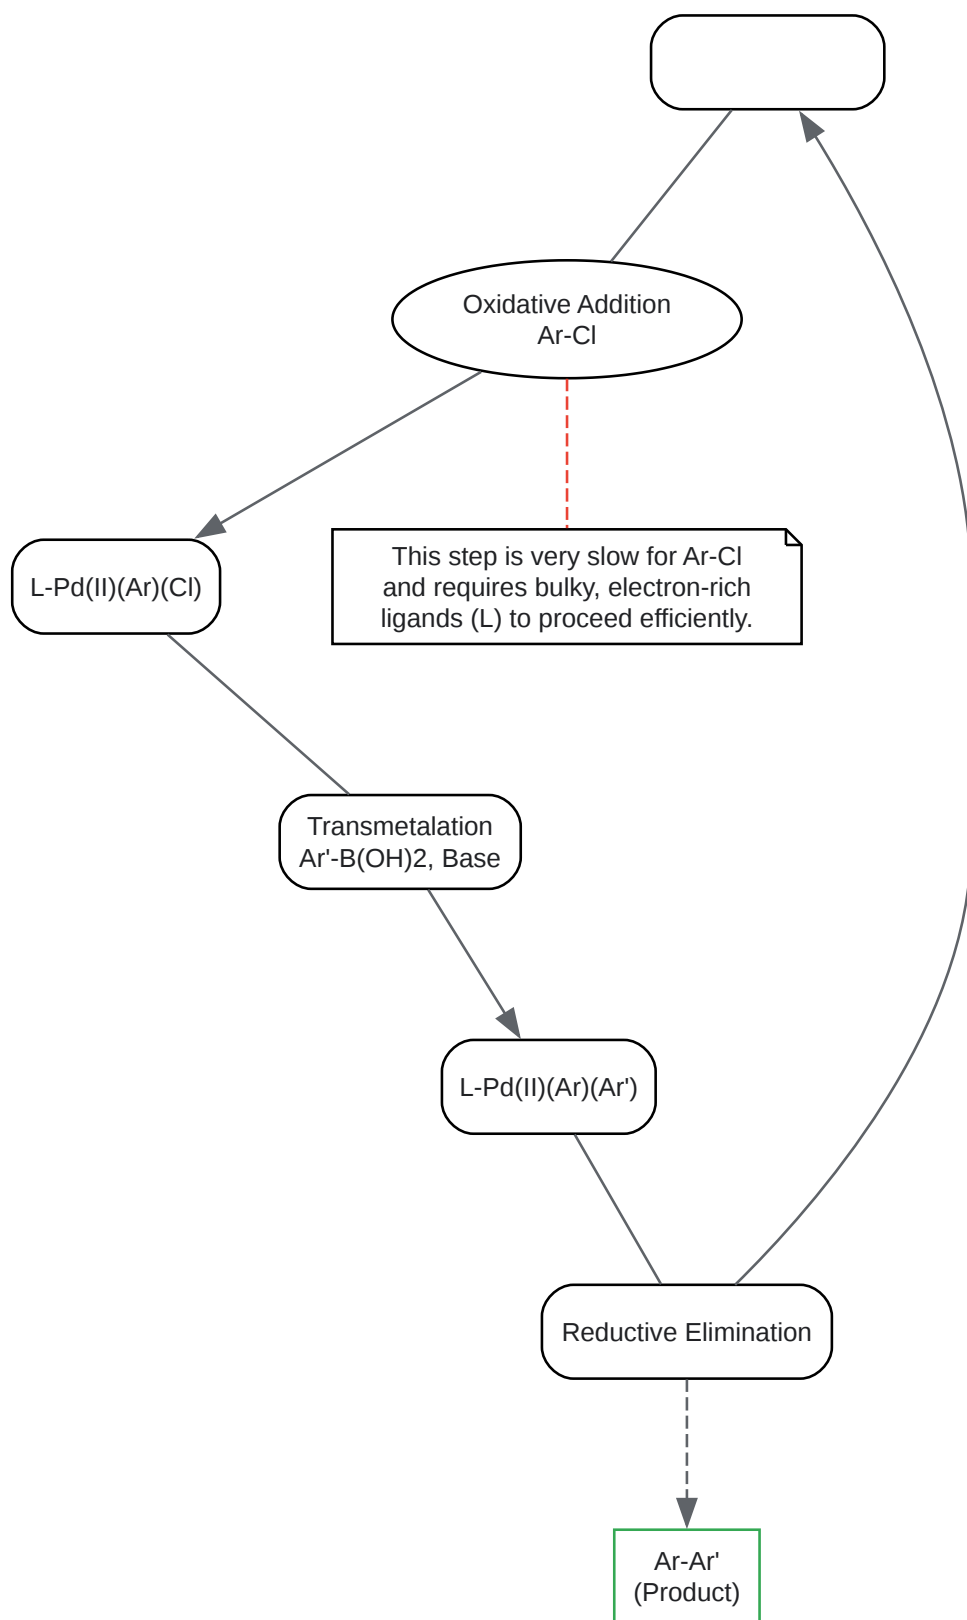 Oxidative Addition
Ar-Cl
This step is very slow for Ar-Cl
and requires bulky, electron-rich
ligands (L) to proceed efficiently.
L-Pd(II)(Ar)(Cl)
Transmetalation
Ar'-B(OH)2, Base
L-Pd(II)(Ar)(Ar')
Reductive Elimination
Ar-Ar'
(Product)